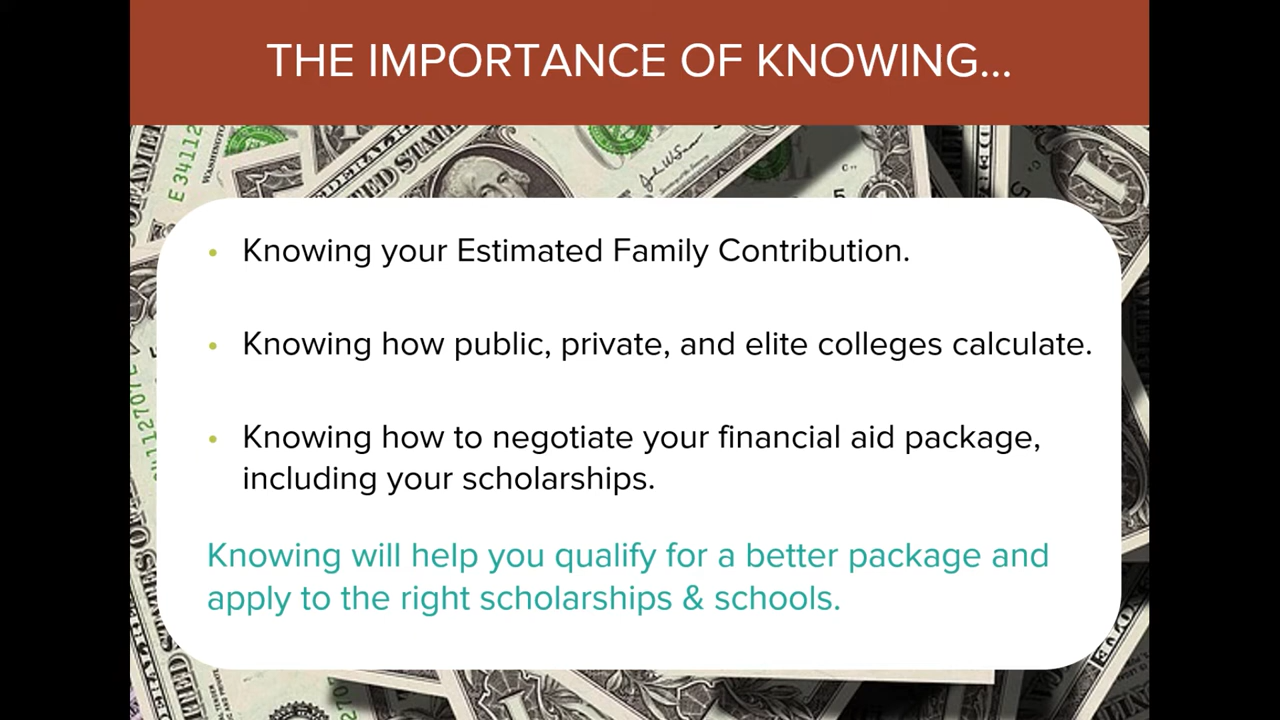 THE IMPORTANCE OF KNOWING...
• Knowing your Estimated Family Contribution.
• Knowing how public, private, and elite colleges calculate.
• Knowing how to negotiate your financial aid package,
including your scholarships.
Knowing will help you qualify for a better package and
apply to the right scholarships & schools.